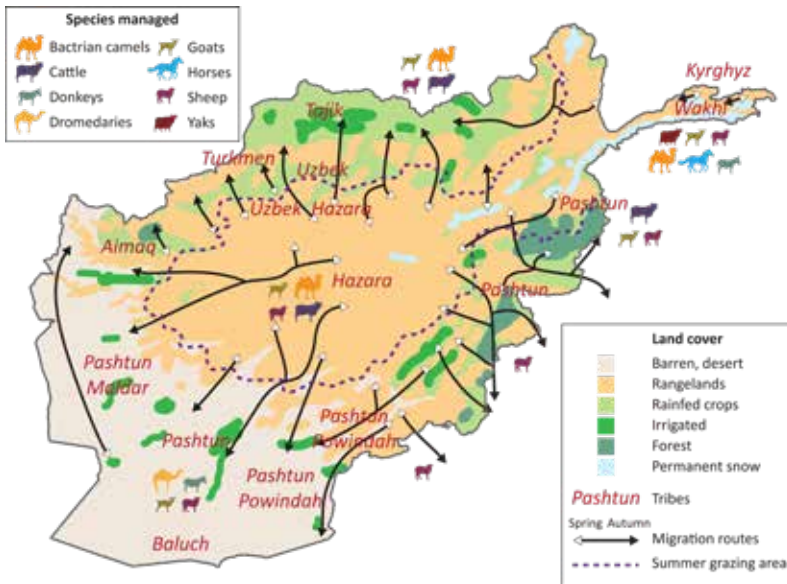 Species managed
Bactrian camels
Goats
Cattle
Horses
Donkeys
Sheep
Dromedaries
Yaks
Kyrghyz
Wakhi
Tajik
Turkmen
Uzbek
Uzbek
Hazara
Pashtun
Aimaq
Hazara
Pashtun
Pashtun
Maldar
Pashtun
Pashtun
Powindah
Pashtun
Powindah
Baluch
Land cover
Barren, desert
Rangelands
Rainfed crops
Irrigated
Forest
Permanent snow
Pashtun Tribes
Spring Autumn
Migration routes
Summer grazing area